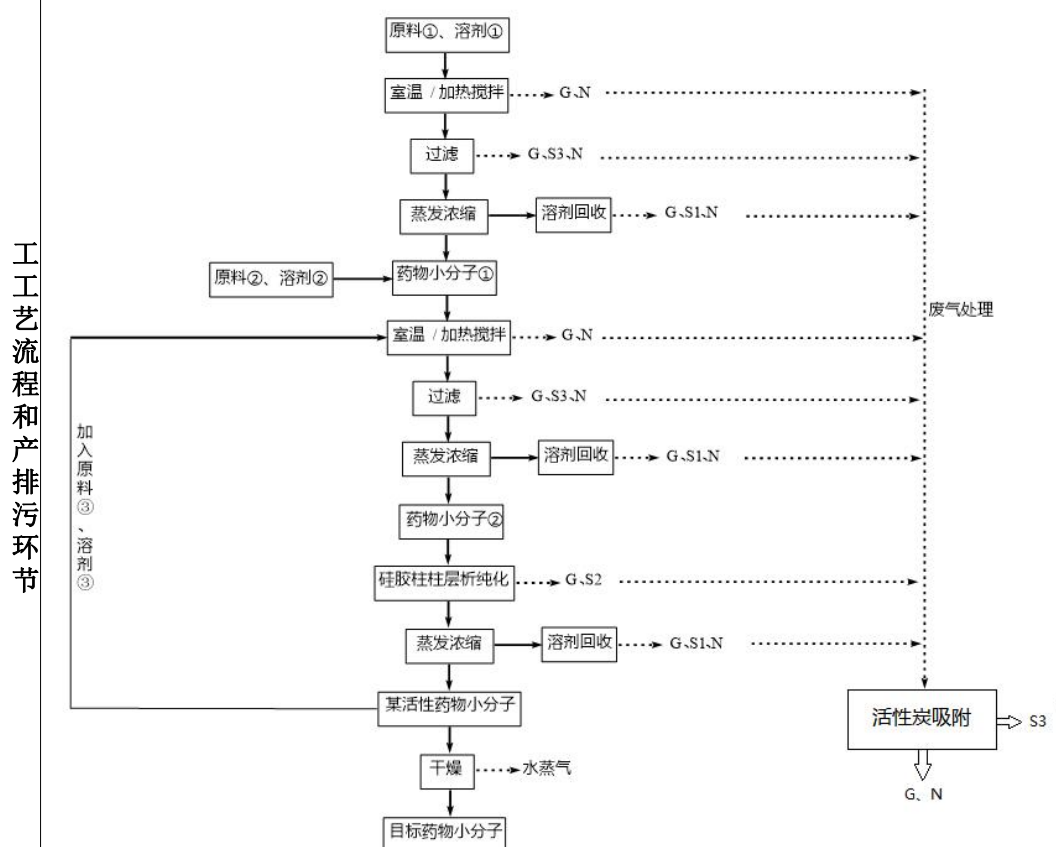 工工艺流程和产排污环节
原料①、溶剂①
室温 /加热搅拌
G、N
过滤
G、S3、N
蒸发浓缩
溶剂回收
G、S1、N
原料②、溶剂②
药物小分子①
废气处理
室温 /加热搅拌
G、N
过滤
G、S3、N
加入原料③、溶剂③
蒸发浓缩
溶剂回收
G、S1、N
药物小分子②
硅胶柱柱层析纯化
G、S2
蒸发浓缩
溶剂回收
G、S1、N
某活性药物小分子
活性炭吸附
S3
干燥
水蒸气
G、N
目标药物小分子